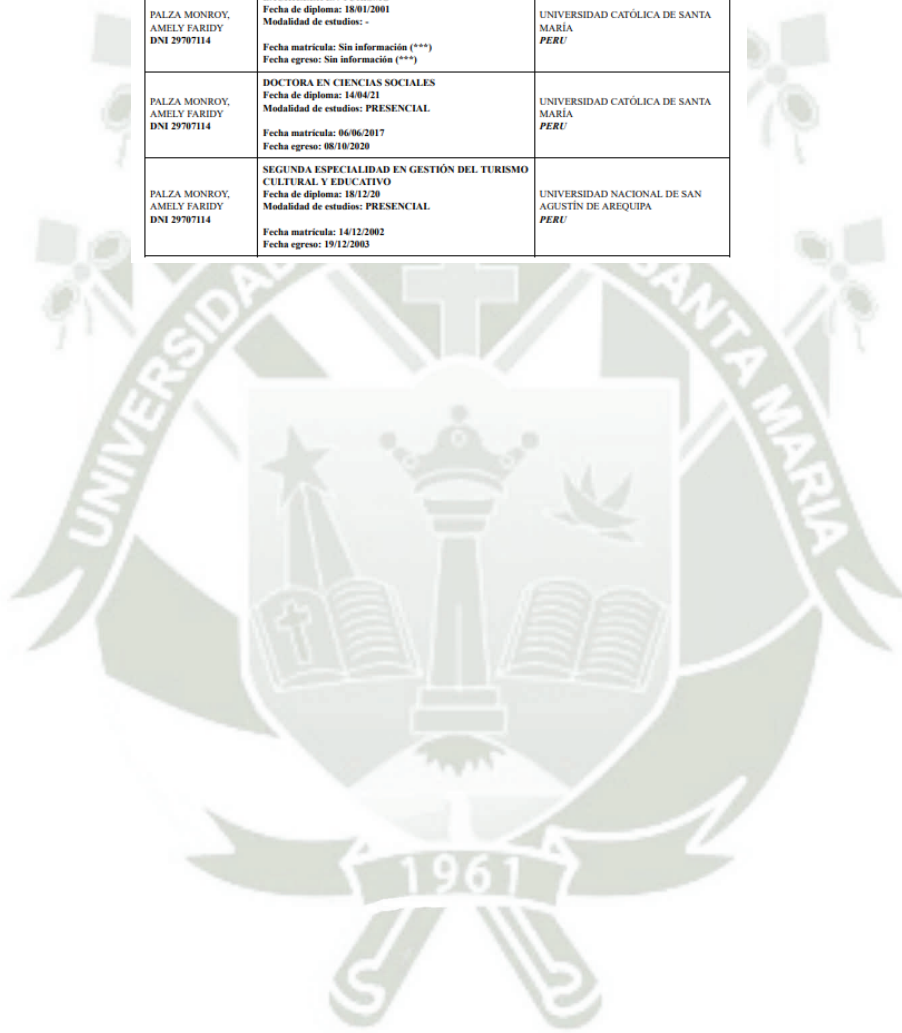 PALZA MONROY,
AMELY FARIDY
DNI 29707114
Fecha de diploma: 18/01/2001
Modalidad de estudios: -
Fecha matrícula: Sin información (***)
Fecha egreso: Sin información (***)
UNIVERSIDAD CATÓLICA DE SANTA
MARÍA
PERU
PALZA MONROY,
AMELY FARIDY
DNI 29707114
DOCTORA EN CIENCIAS SOCIALES
Fecha de diploma: 14/04/21
Modalidad de estudios: PRESENCIAL
Fecha matrícula: 06/06/2017
Fecha egreso: 08/10/2020
UNIVERSIDAD CATÓLICA DE SANTA
MARÍA
PERU
PALZA MONROY,
AMELY FARIDY
DNI 29707114
SEGUNDA ESPECIALIDAD EN GESTIÓN DEL TURISMO
CULTURAL Y EDUCATIVO
Fecha de diploma: 18/12/20
Modalidad de estudios: PRESENCIAL
Fecha matrícula: 14/12/2002
Fecha egreso: 19/12/2003
UNIVERSIDAD NACIONAL DE SAN
AGUSTÍN DE AREQUIPA
PERU
UNIVERSIDAD
SANTA MARIA
1961